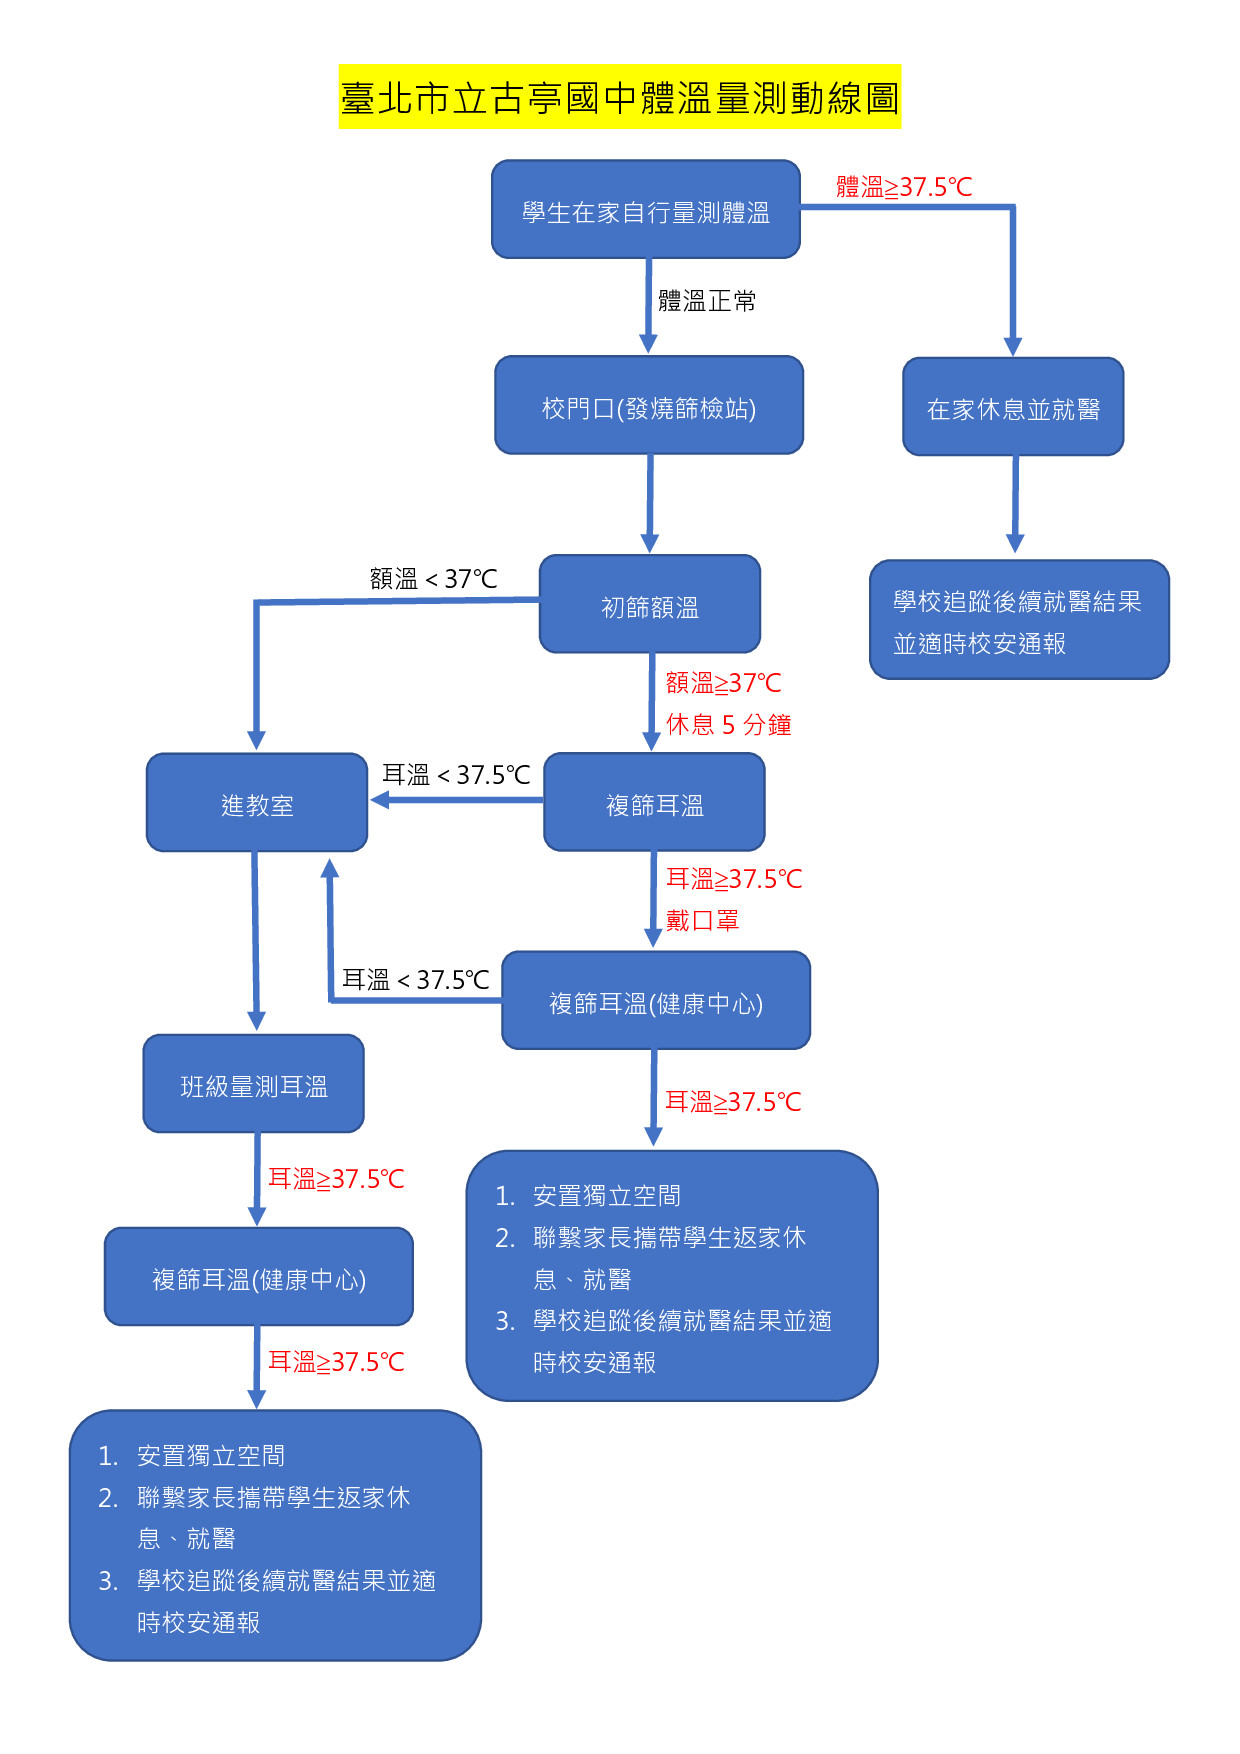 臺北市立古亭國中體溫量測動線圖
學生在家自行量測體溫
體溫≧37.5℃
體溫正常
校門口(發燒篩檢站)
在家休息並就醫
額溫 < 37℃
初篩額溫
學校追蹤後續就醫結果
並適時校安通報
額溫≧37℃
休息 5 分鐘
進教室
耳溫 < 37.5℃
複篩耳溫
耳溫≧37.5℃
戴口罩
耳溫 < 37.5℃
複篩耳溫(健康中心)
班級量測耳溫
耳溫≧37.5℃
耳溫≧37.5℃
1. 安置獨立空間
2. 聯繫家長攜帶學生返家休
息、就醫
3. 學校追蹤後續就醫結果並適
時校安通報
複篩耳溫(健康中心)
耳溫≧37.5℃
1. 安置獨立空間
2. 聯繫家長攜帶學生返家休
息、就醫
3. 學校追蹤後續就醫結果並適
時校安通報